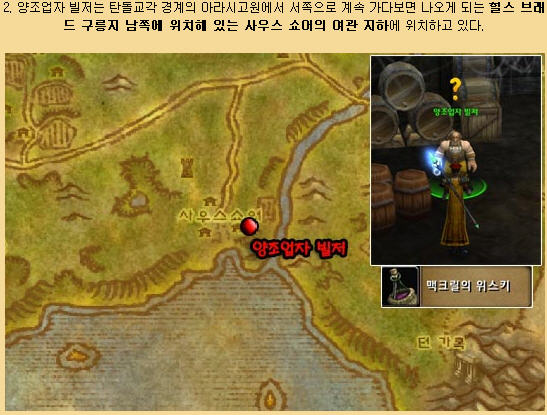 2. 양조업자 빌저는 탄돌교각 경계의 아라시고원에서 서쪽으로 계속 가다보면 나오게 되는 힐스 브래
드 구릉지 남쪽에 위치해 있는 사우스 쇼어의 여관 지하에 위치하고 있다.
양조업자 빌저
사우스쇼어
양조업자 빌저
맥크릴의 위스키
던 가록